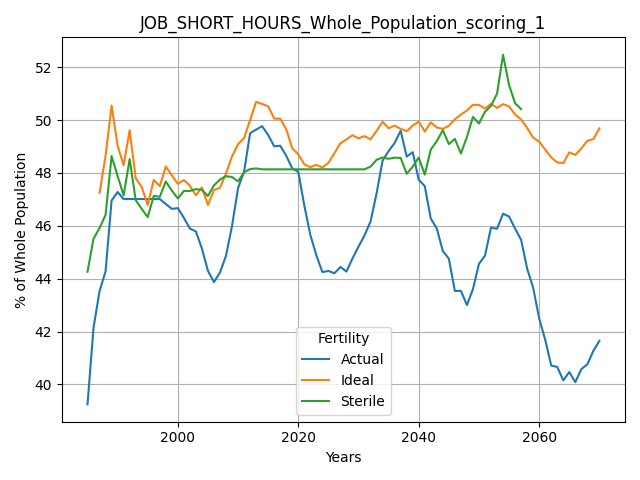 JOB_SHORT_HOURS_Whole_Population_scoring_1
% of Whole Population
52
50
48
46
44
42
40
Fertility
Actual
Ideal
Sterile
2000 2020 2040 2060
Years